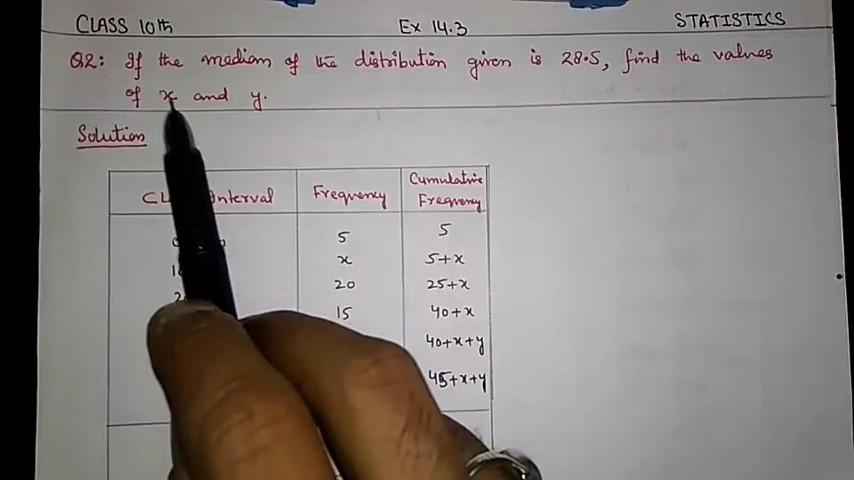 CLASS 10th Ex 14.3 STATISTICS
Q2: If the median of the distribution given is 28.5, find the values
of x and y.
Solution
Interval Frequency Cumulative Frequency
5 5
x 5+x
20 25+x
15 40+x
40+x+y
45+x+y